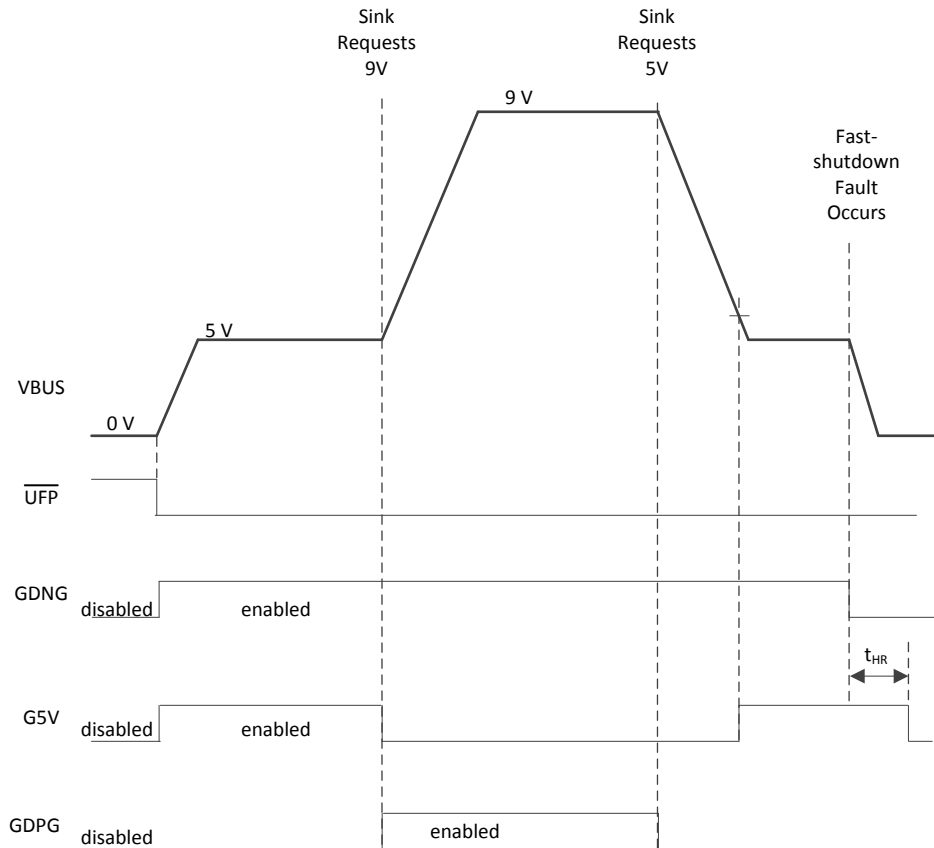 Sink
Requests
9V
Sink
Requests
5V
9 V
Fast-
shutdown
Fault
Occurs
5 V
VBUS
0 V
UFP
GDNG
disabled
enabled
tHR
G5V
disabled
enabled
GDPG
disabled
enabled